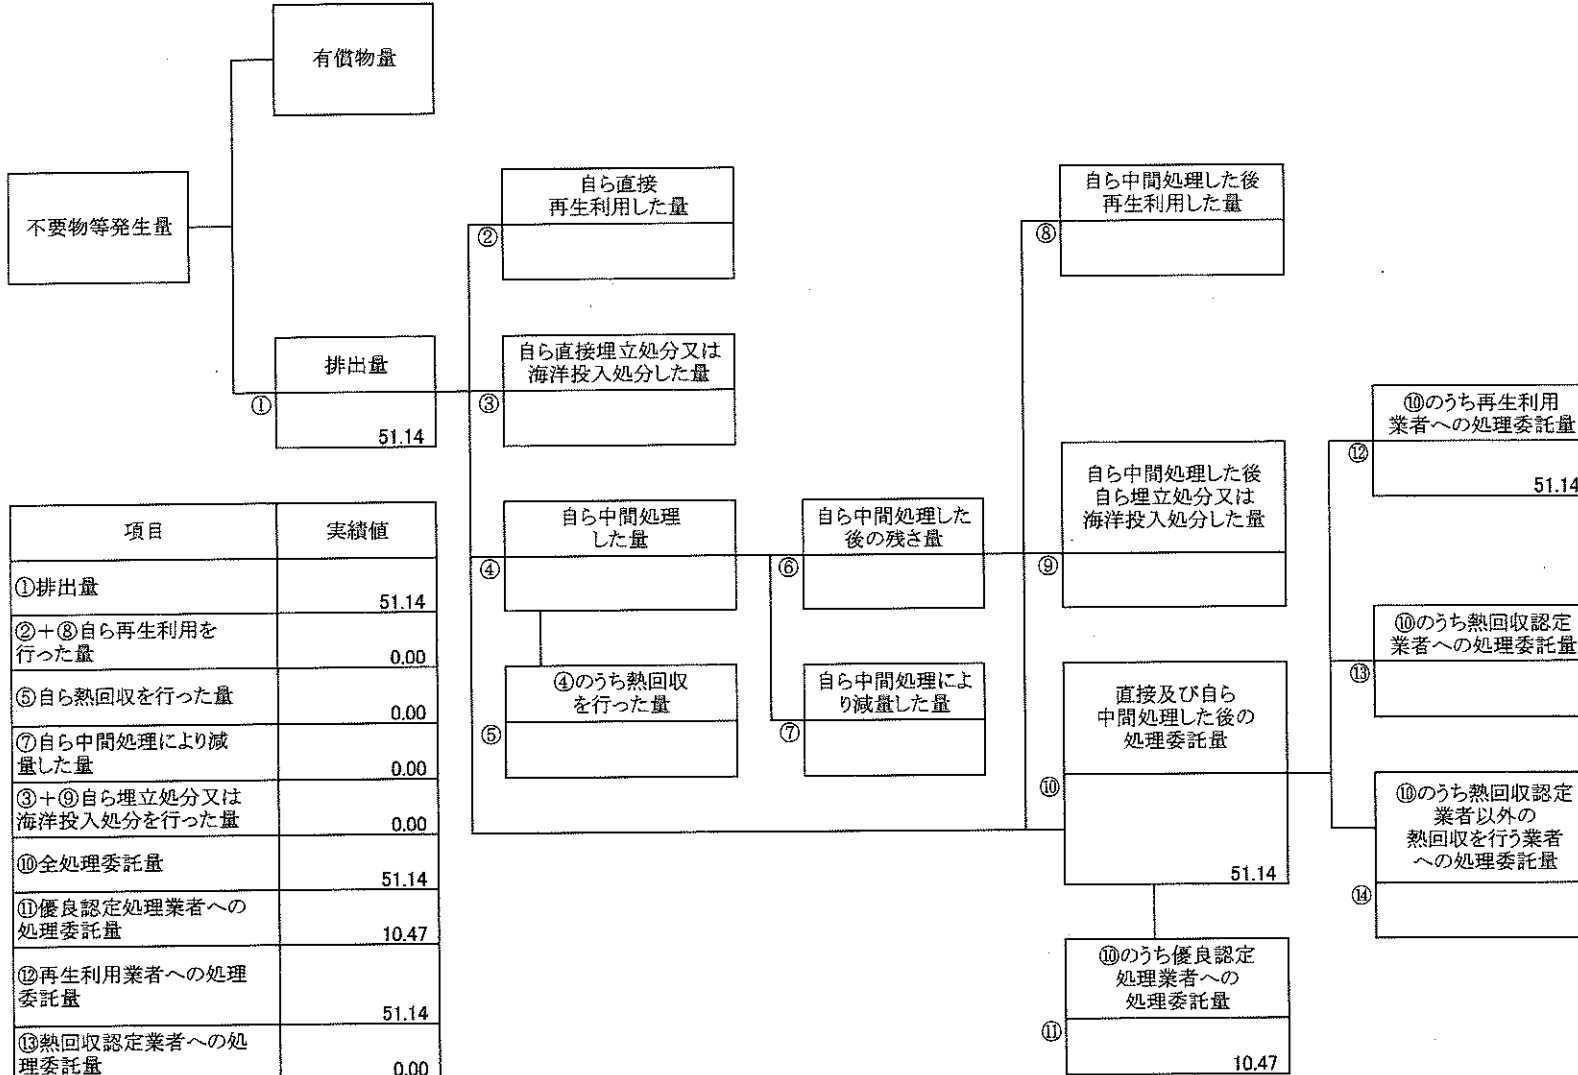 有償物量
不要物等発生量
排出量
①
51.14
自ら直接
再生利用した量
②
自ら直接埋立処分又は
海洋投入処分した量
③
自ら中間処理
した量
④
④のうち熱回収
を行った量
⑤
自ら中間処理した
後の残さ量
⑥
自ら中間処理によ
り減量した量
⑦
自ら中間処理した後
再生利用した量
⑧
自ら中間処理した後
自ら埋立処分又は
海洋投入処分した量
⑨
直接及び自ら
中間処理した後の
処理委託量
⑩
51.14
⑩のうち優良認定
処理業者への
処理委託量
⑪
10.47
⑩のうち再生利用
業者への処理委託量
⑫
51.14
⑩のうち熱回収認定
業者への処理委託量
⑬
⑩のうち熱回収認定
業者以外の
熱回収を行う業者
への処理委託量
⑭
項目 実績値
①排出量 51.14
②+⑧自ら再生利用を
行った量 0.00
⑤自ら熱回収を行った量 0.00
⑦自ら中間処理により減
量した量 0.00
③+⑨自ら埋立処分又は
海洋投入処分を行った量 0.00
⑩全処理委託量 51.14
⑪優良認定処理業者への
処理委託量 10.47
⑫再生利用業者への処理
委託量 51.14
⑬熱回収認定業者への処
理委託量 0.00